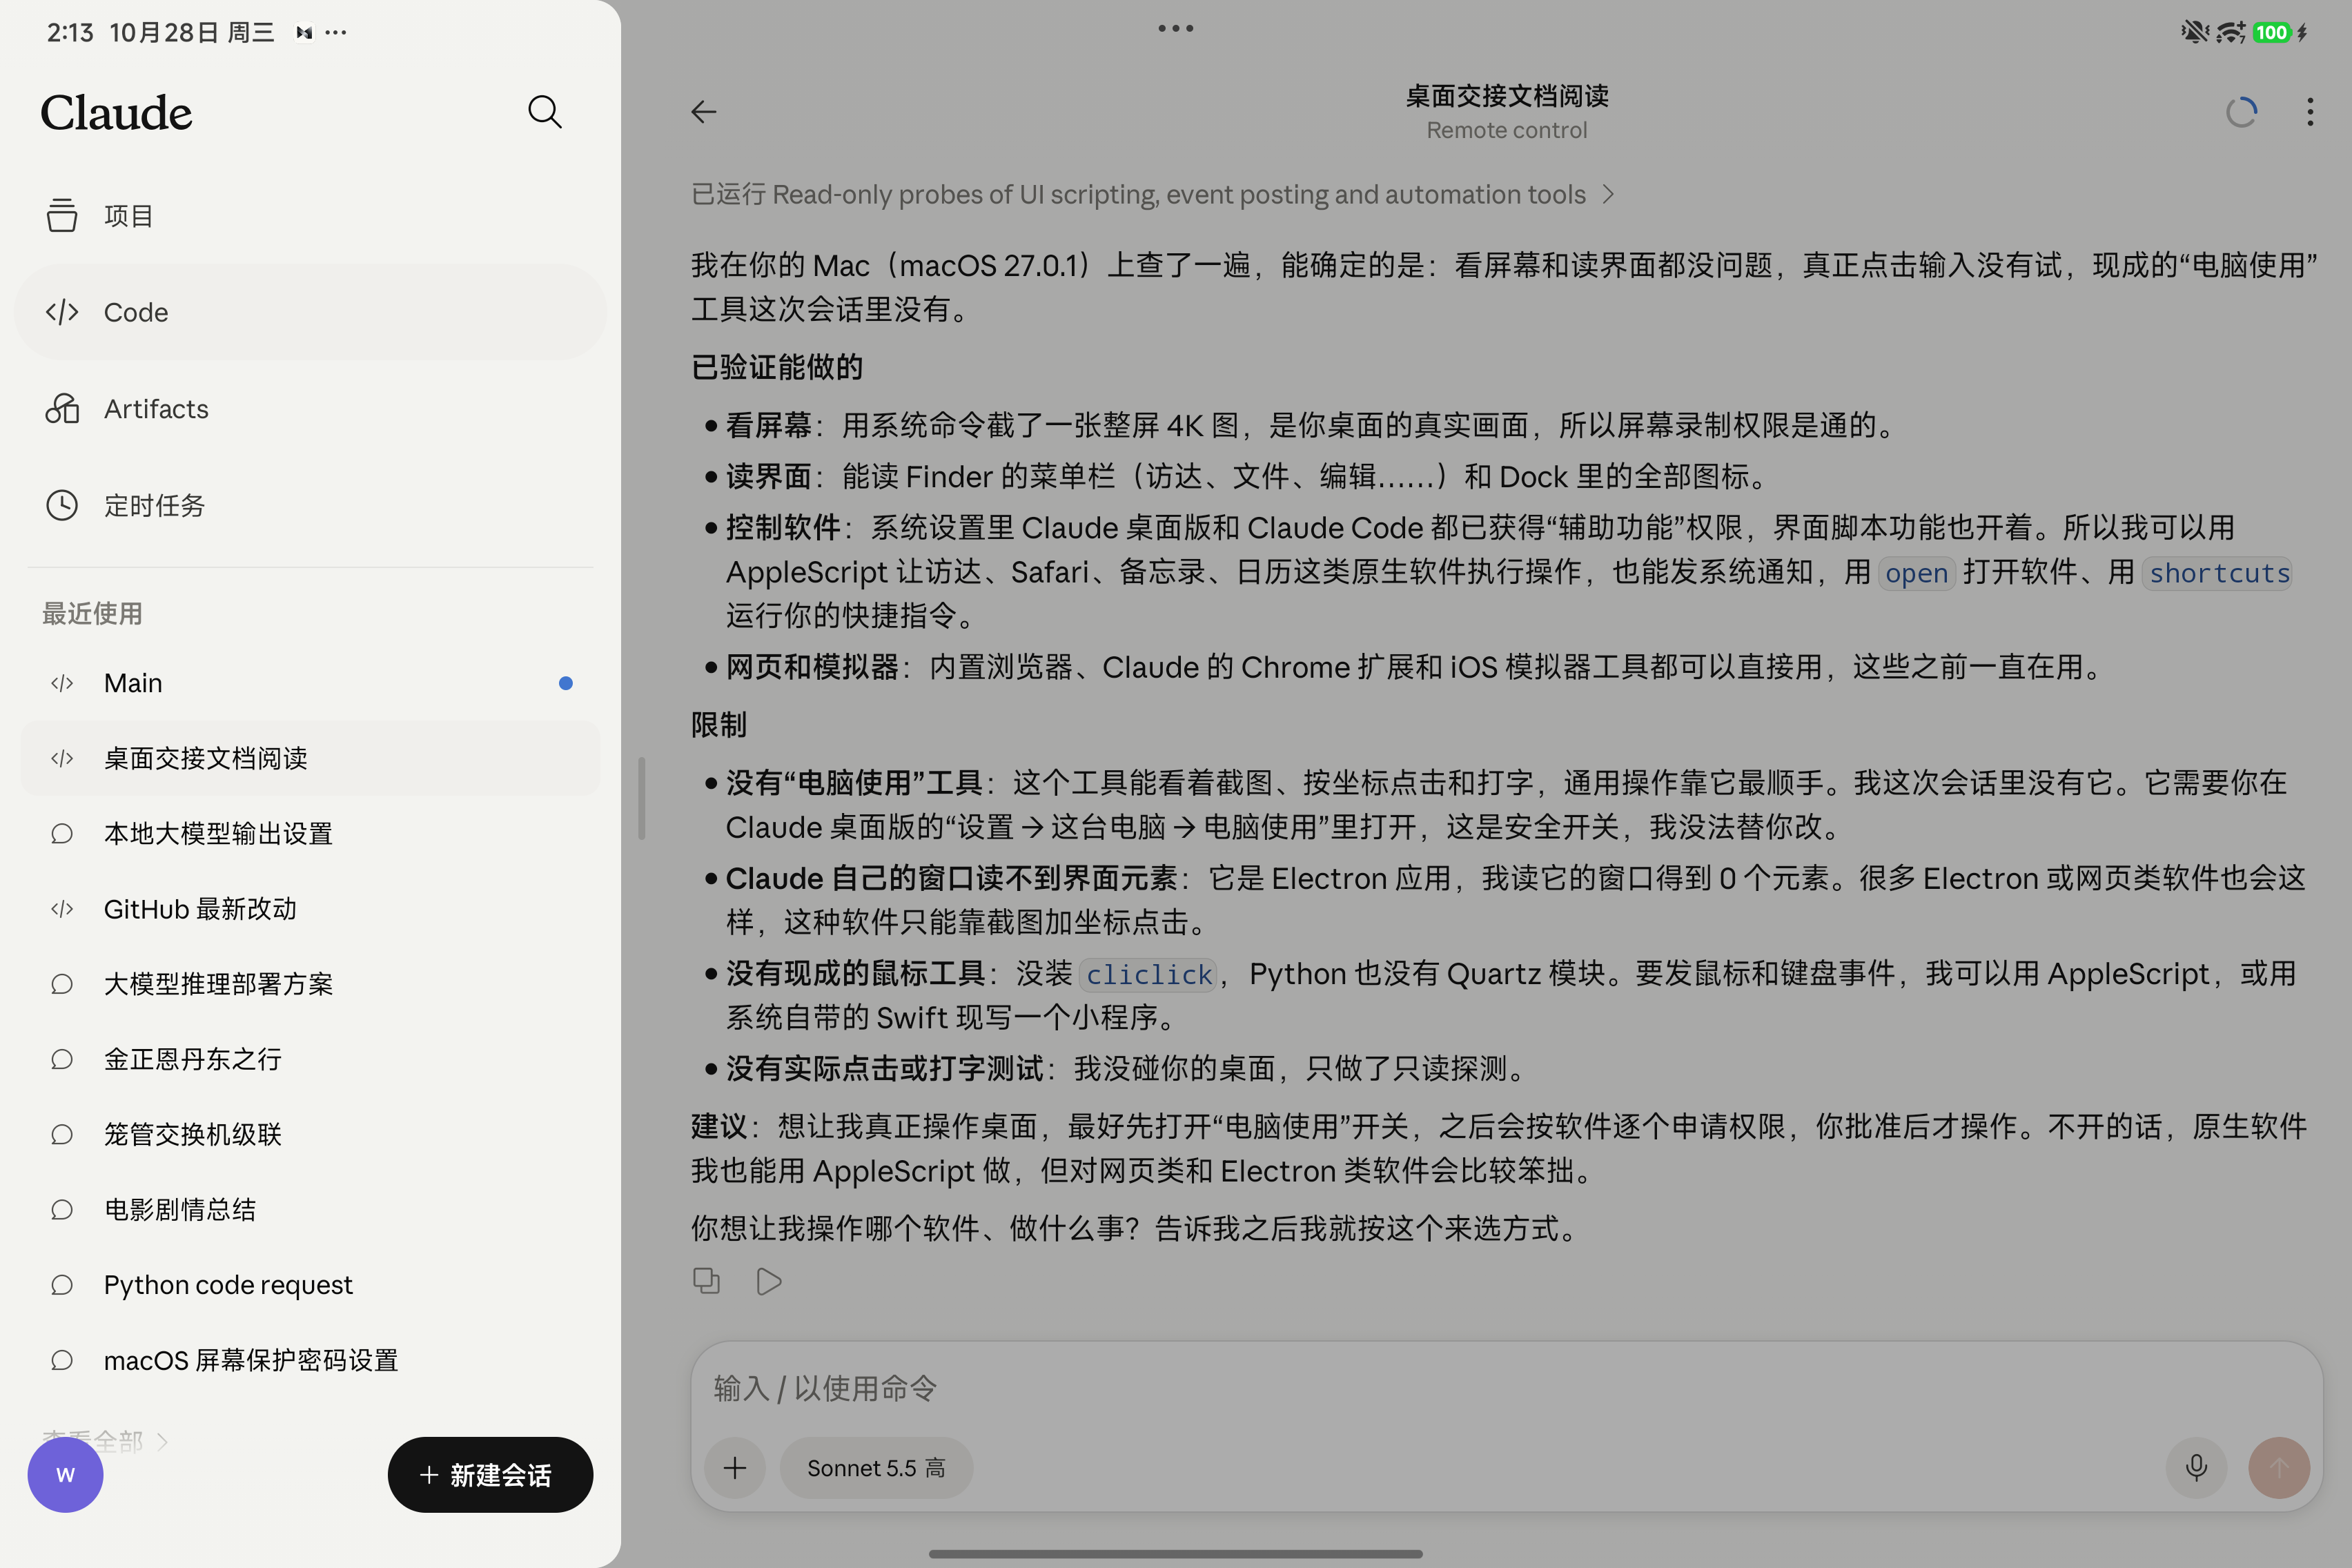 2:13 10月28日 周三 ···
100
Claude
项目
Code
Artifacts
定时任务
最近使用
Main
桌面交接文档阅读
本地大模型输出设置
GitHub 最新改动
大模型推理部署方案
金正恩丹东之行
笼管交换机级联
电影剧情总结
Python code request
macOS 屏幕保护密码设置
查看全部
W
+ 新建会话
桌面交接文档阅读
Remote control
已运行 Read-only probes of UI scripting, event posting and automation tools
我在你的 Mac（macOS 27.0.1）上查了一遍，能确定的是：看屏幕和读界面都没问题，真正点击输入没有试，现成的“电脑使用”
工具这次会话里没有。
已验证能做的
• 看屏幕：用系统命令截了一张整屏 4K 图，是你桌面的真实画面，所以屏幕录制权限是通的。
• 读界面：能读 Finder 的菜单栏（访达、文件、编辑……）和 Dock 里的全部图标。
• 控制软件：系统设置里 Claude 桌面版和 Claude Code 都已获得“辅助功能”权限，界面脚本功能也开着。所以我可以用
AppleScript 让访达、Safari、备忘录、日历这类原生软件执行操作，也能发系统通知，用 open 打开软件、用 shortcuts
运行你的快捷指令。
• 网页和模拟器：内置浏览器、Claude 的 Chrome 扩展和 iOS 模拟器工具都可以直接用，这些之前一直在用。
限制
• 没有“电脑使用”工具：这个工具能看着截图、按坐标点击和打字，通用操作靠它最顺手。我这次会话里没有它。它需要你在
Claude 桌面版的“设置 → 这台电脑 → 电脑使用”里打开，这是安全开关，我没法替你改。
• Claude 自己的窗口读不到界面元素：它是 Electron 应用，我读它的窗口得到 0 个元素。很多 Electron 或网页类软件也会这
样，这种软件只能靠截图加坐标点击。
• 没有现成的鼠标工具：没装 cliclick，Python 也没有 Quartz 模块。要发鼠标和键盘事件，我可以用 AppleScript，或用
系统自带的 Swift 现写一个小程序。
• 没有实际点击或打字测试：我没碰你的桌面，只做了只读探测。
建议：想让我真正操作桌面，最好先打开“电脑使用”开关，之后会按软件逐个申请权限，你批准后才操作。不开的话，原生软件
我也能用 AppleScript 做，但对网页类和 Electron 类软件会比较笨拙。
你想让我操作哪个软件、做什么事？告诉我之后我就按这个来选方式。
输入 / 以使用命令
Sonnet 5.5 高